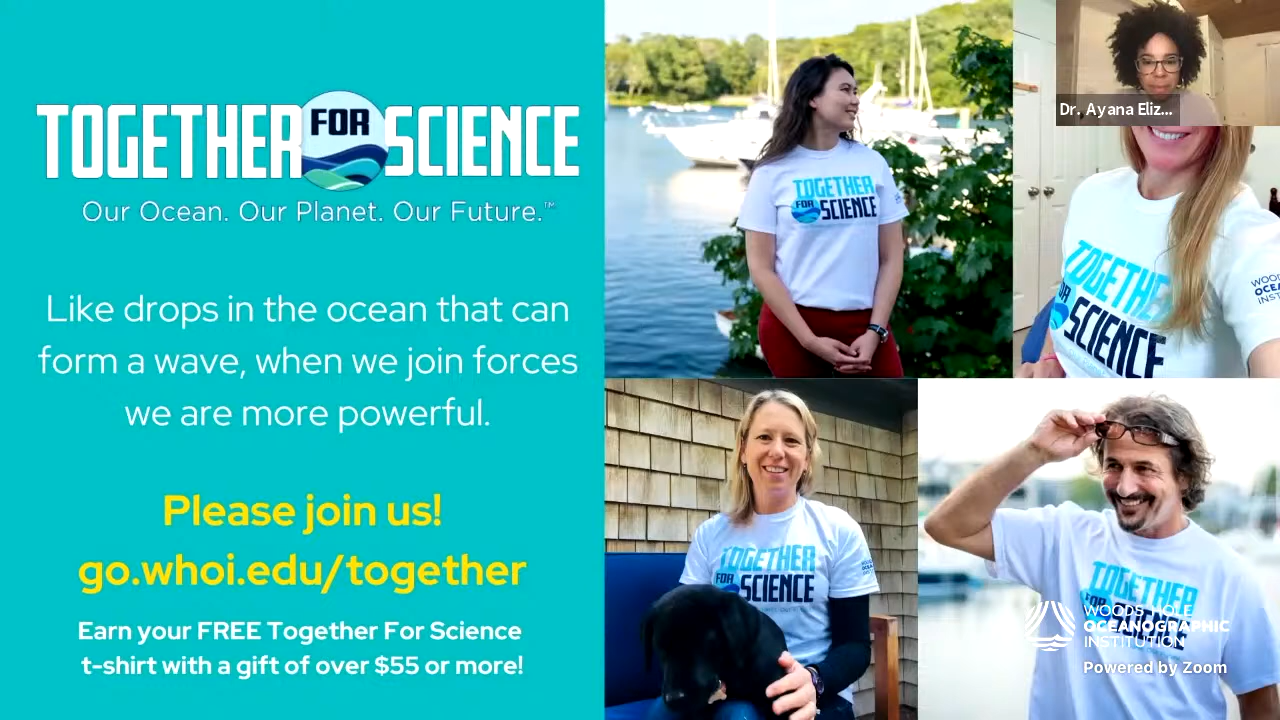 TOGETHER FOR SCIENCE
Our Ocean. Our Planet. Our Future.™
Like drops in the ocean that can
form a wave, when we join forces
we are more powerful.
Please join us!
go.whoi.edu/together
Earn your FREE Together For Science
t-shirt with a gift of over $55 or more!
TOGETHER
FOR SCIENCE
Dr. Ayana Eliz...
TOGETHE
FOR
SCIENCE
TOGETHER
FOR SCIENCE
TOGETHER
FOR
WOODS HOLE
OCEANOGRAPHIC
INSTITUTION
Powered by Zoom